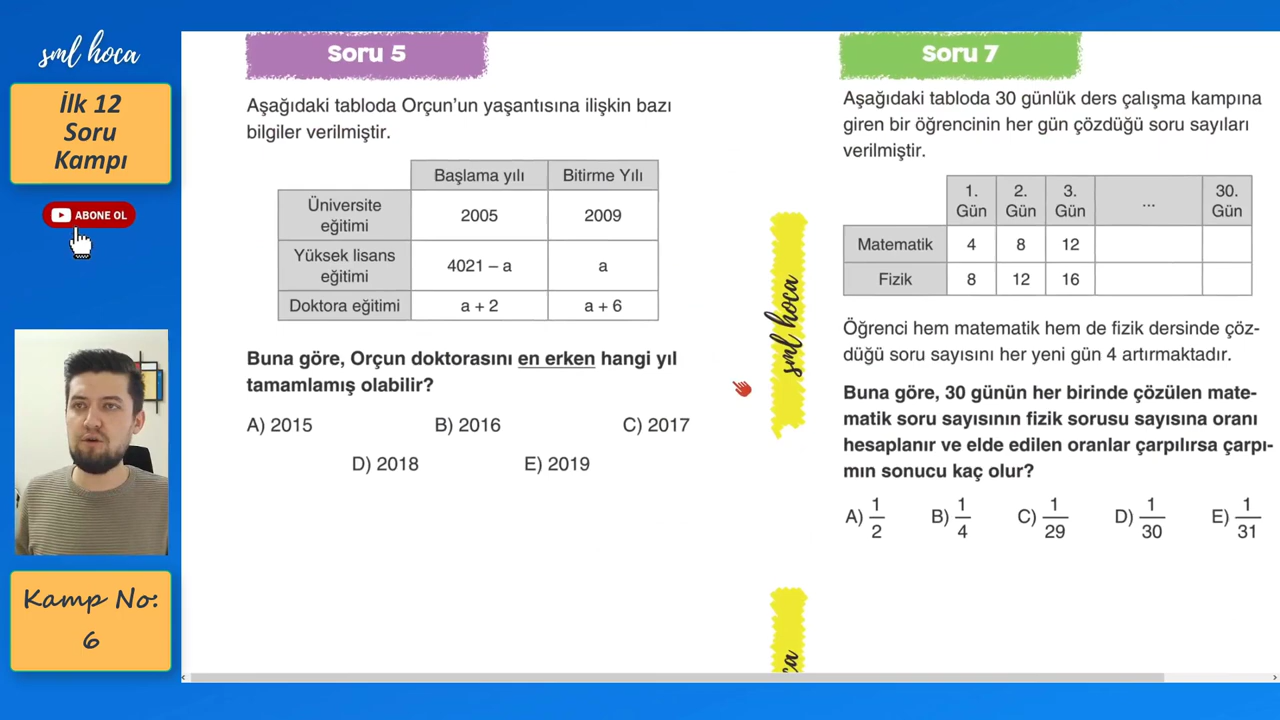 sml hoca
İlk 12
Soru
Kampı
ABONE OL
Kamp No:
6
Soru 5
Aşağıdaki tabloda Orçun'un yaşantısına ilişkin bazı
bilgiler verilmiştir.
Başlama yılı Bitirme Yılı
Üniversite
eğitimi 2005 2009
Yüksek lisans
eğitimi 4021 – a a
Doktora eğitimi a + 2 a + 6
Buna göre, Orçun doktorasını en erken hangi yıl
tamamlamış olabilir?
A) 2015 B) 2016 C) 2017
D) 2018 E) 2019
sml hoca
ca
Soru 7
Aşağıdaki tabloda 30 günlük ders çalışma kampına
giren bir öğrencinin her gün çözdüğü soru sayıları
verilmiştir.
1. 2. 3. ... 30.
Gün Gün Gün Gün
Matematik 4 8 12
Fizik 8 12 16
Öğrenci hem matematik hem de fizik dersinde çöz-
düğü soru sayısını her yeni gün 4 artırmaktadır.
Buna göre, 30 günün her birinde çözülen mate-
matik soru sayısının fizik sorusu sayısına oranı
hesaplanır ve elde edilen oranlar çarpılırsa çarpı-
mın sonucu kaç olur?
A) 1/2 B) 1/4 C) 1/29 D) 1/30 E) 1/31